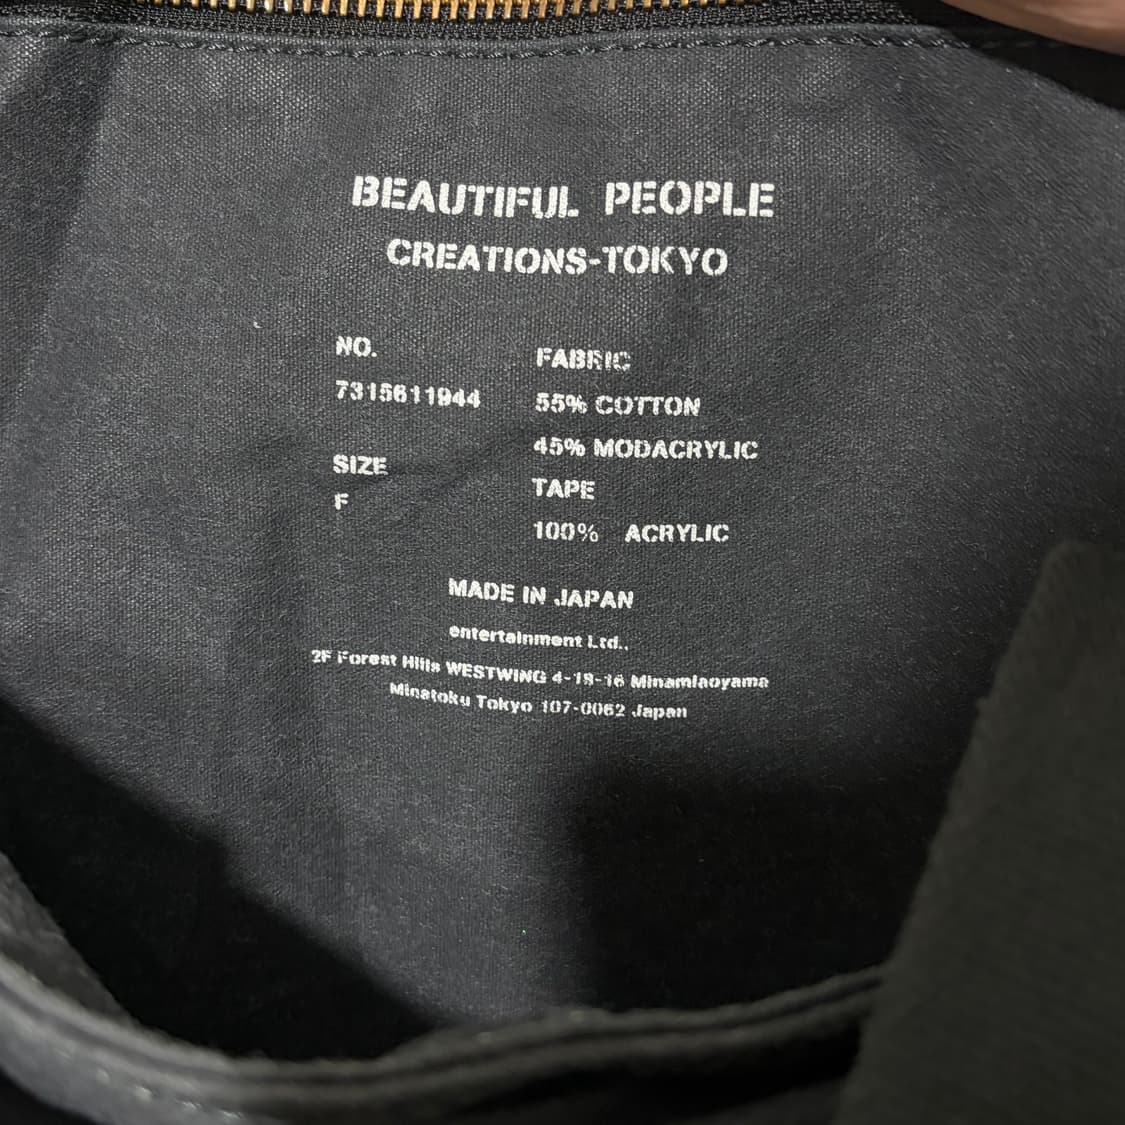 BEAUTIFUL PEOPLE
CREATIONS-TOKYO
NO.
7315611944
SIZE
F
FABRIC
55% COTTON
45% MODACRYLIC
TAPE
100% ACRYLIC
MADE IN JAPAN
entertainment Ltd.,
2F Forest Hills WESTWING 4-18-16 Minamiaoyama
Minatoku Tokyo 107-0062 Japan